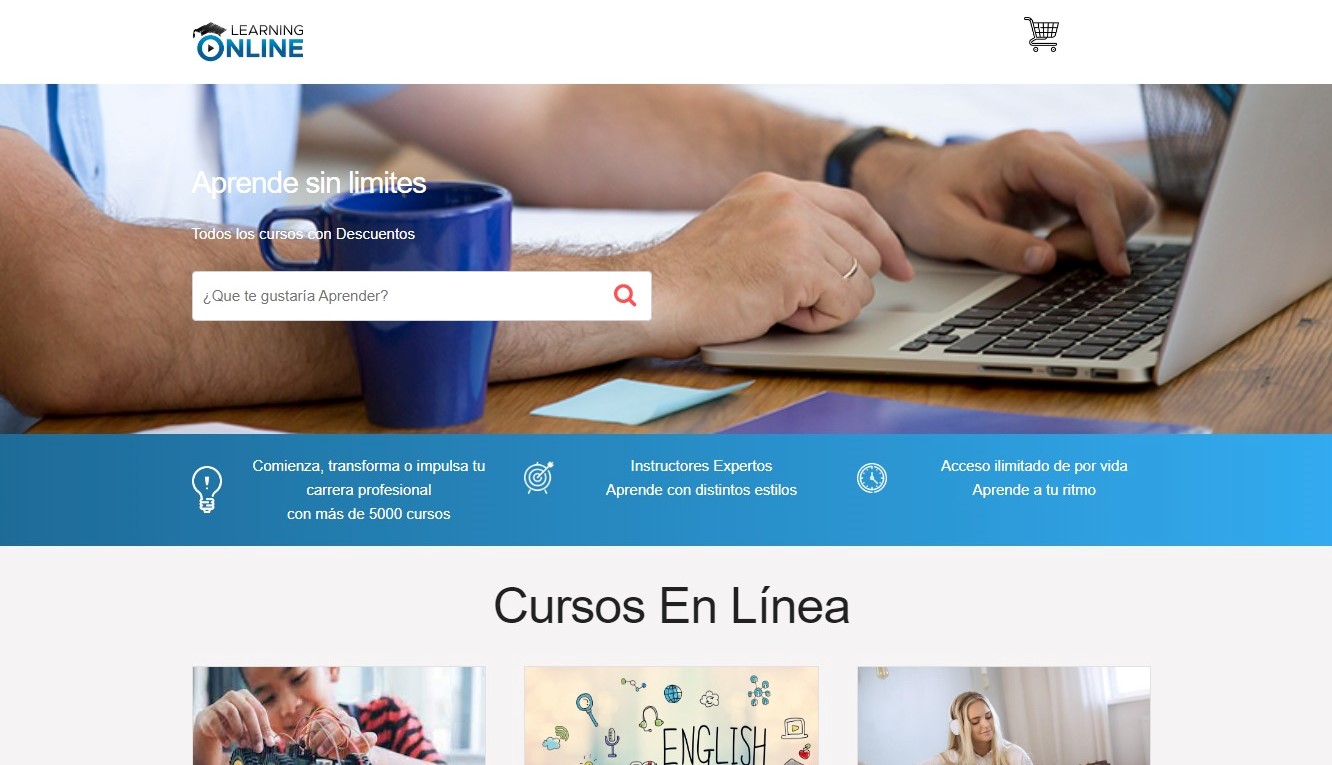 LEARNING
ONLINE
Aprende sin limites
Todos los cursos con Descuentos
¿Que te gustaría Aprender?
Comienza, transforma o impulsa tu
carrera profesional
con más de 5000 cursos
Instructores Expertos
Aprende con distintos estilos
Acceso ilimitado de por vida
Aprende a tu ritmo
Cursos En Línea
ENGLISH